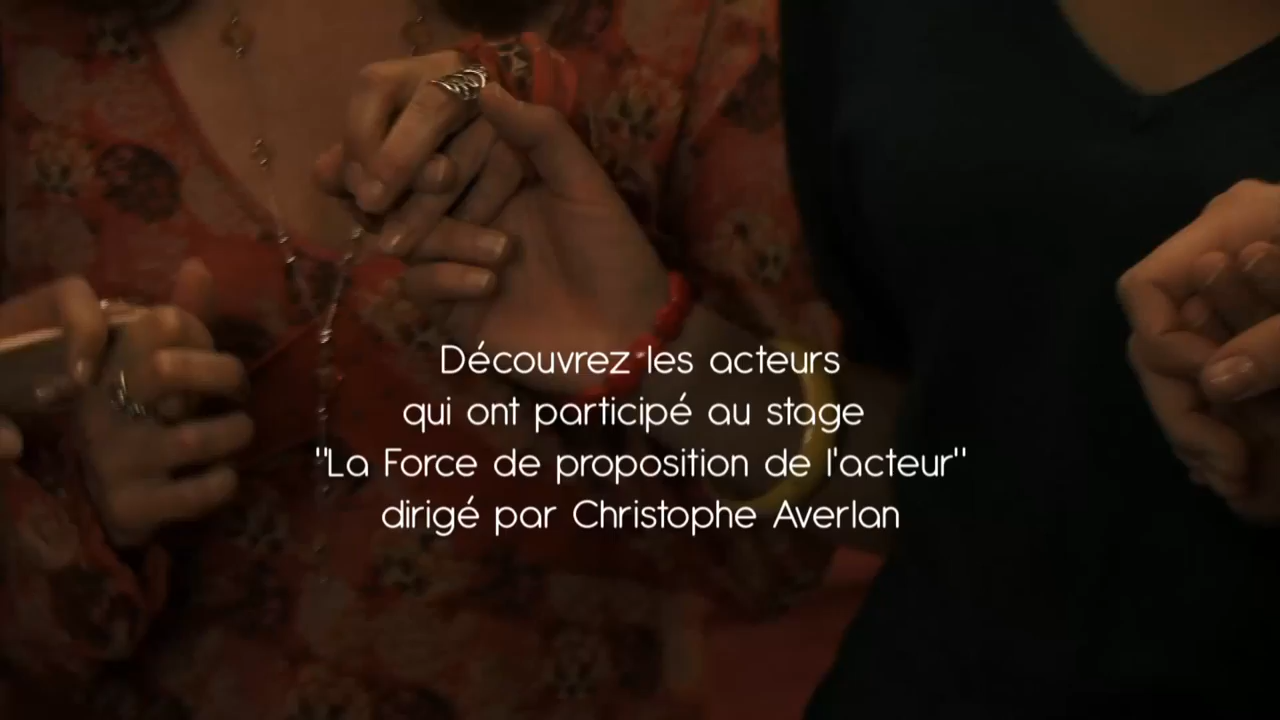 Découvrez les acteurs
qui ont participé au stage
"La Force de proposition de l'acteur"
dirigé par Christophe Averlan